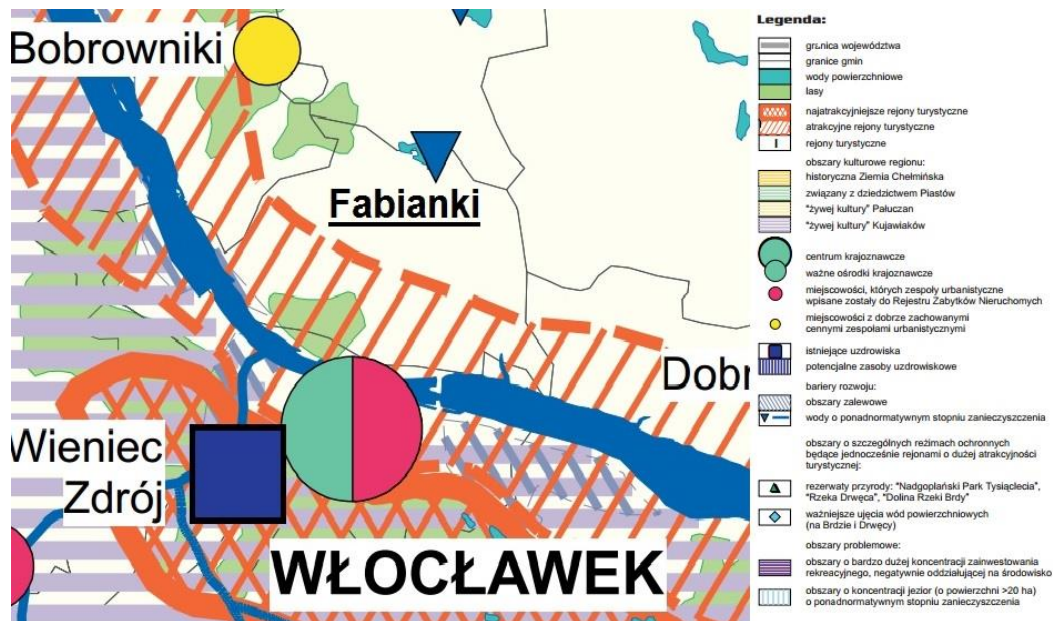 Bobrowniki
Fabianki
Dobr
Wieniec
Zdrój
WŁOCŁAWEK
Legenda:
granica województwa
granice gmin
wody powierzchniowe
lasy
najatrakcyjniejsze rejony turystyczne
atrakcyjne rejony turystyczne
I
rejony turystyczne
obszary kulturowe regionu:
historyczna Ziemia Chełmińska
związany z dziedzictwem Piastów
"żywej kultury" Pałuczan
"żywej kultury" Kujawiaków
centrum krajoznawcze
ważne ośrodki krajoznawcze
miejscowości, których zespoły urbanistyczne
wpisane zostały do Rejestru Zabytków Nieruchomych
miejscowości z dobrze zachowanymi
cennymi zespołami urbanistycznymi
istniejące uzdrowiska
potencjalne zasoby uzdrowiskowe
bariery rozwoju:
obszary zalewowe
wody o ponadnormatywnym stopniu zanieczyszczenia
obszary o szczególnych reżimach ochronnych
będące jednocześnie rejonami o dużej atrakcyjności
turystycznej:
rezerwaty przyrody: "Nadgoplański Park Tysiąclecia",
"Rzeka Drwęca", "Dolina Rzeki Brdy"
ważniejsze ujęcia wód powierzchniowych
(na Brdzie i Drwęcy)
obszary problemowe:
obszary o bardzo dużej koncentracji zainwestowania
rekreacyjnego, negatywnie oddziałującej na środowisko
obszary o koncentracji jezior (o powierzchni >20 ha)
o ponadnormatywnym stopniu zanieczyszczenia